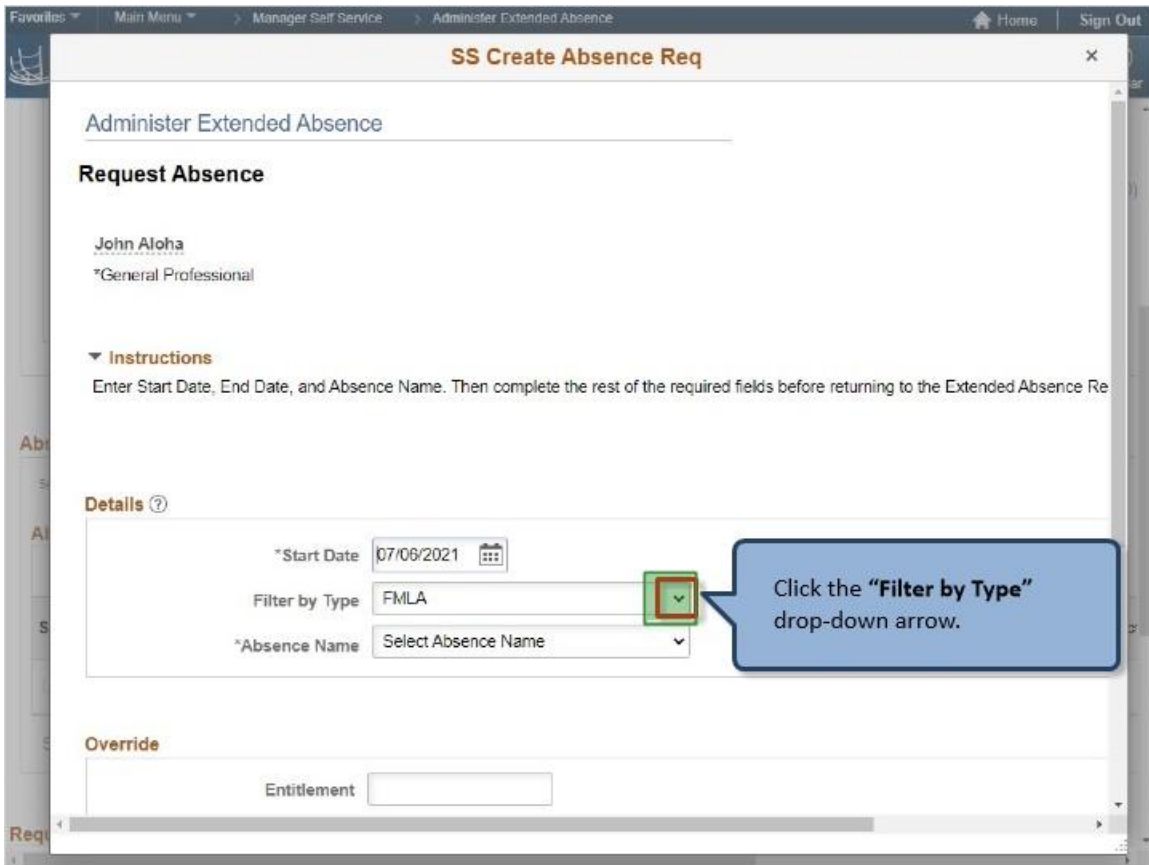 Favorites Main Menu > Manager Self Service > Administer Extended Absence Home Sign Out
SS Create Absence Req ×
Administer Extended Absence
Request Absence
John Aloha
*General Professional
Instructions
Enter Start Date, End Date, and Absence Name. Then complete the rest of the required fields before returning to the Extended Absence Re
Abs
Details ?
*Start Date 07/06/2021
Filter by Type FMLA
*Absence Name Select Absence Name
Click the “Filter by Type”
drop-down arrow.
Override
Entitlement
Requ